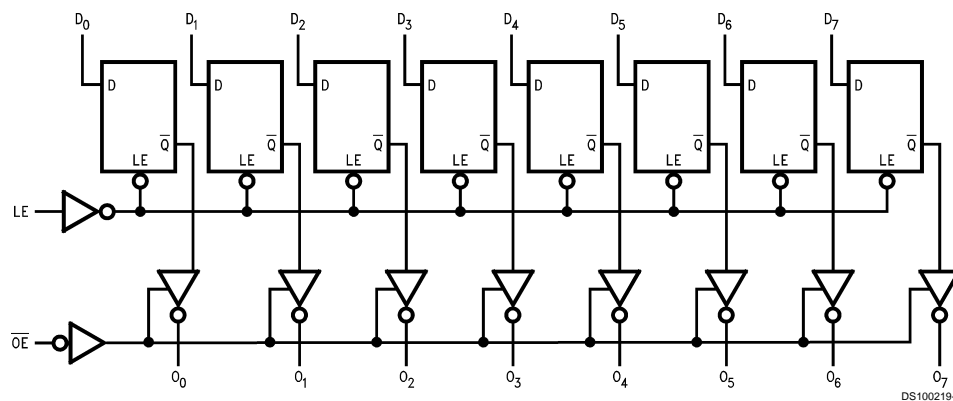 D0 D1 D2 D3 D4 D5 D6 D7
D D D D D D D D
Q̅ Q̅ Q̅ Q̅ Q̅ Q̅ Q̅ Q̅
LE LE LE LE LE LE LE LE
LE
O̅E̅
O0 O1 O2 O3 O4 O5 O6 O7
DS100219-